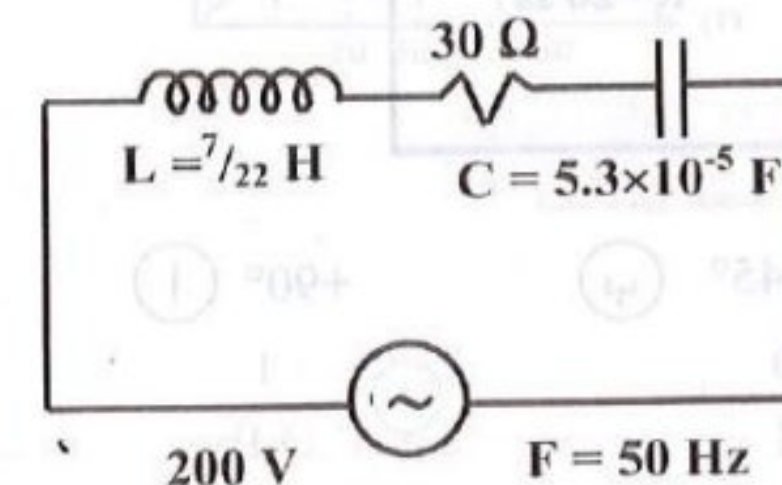 30 Ω
L = ⁷/₂₂ H
C = 5.3×10⁻⁵ F
~
200 V
F = 50 Hz